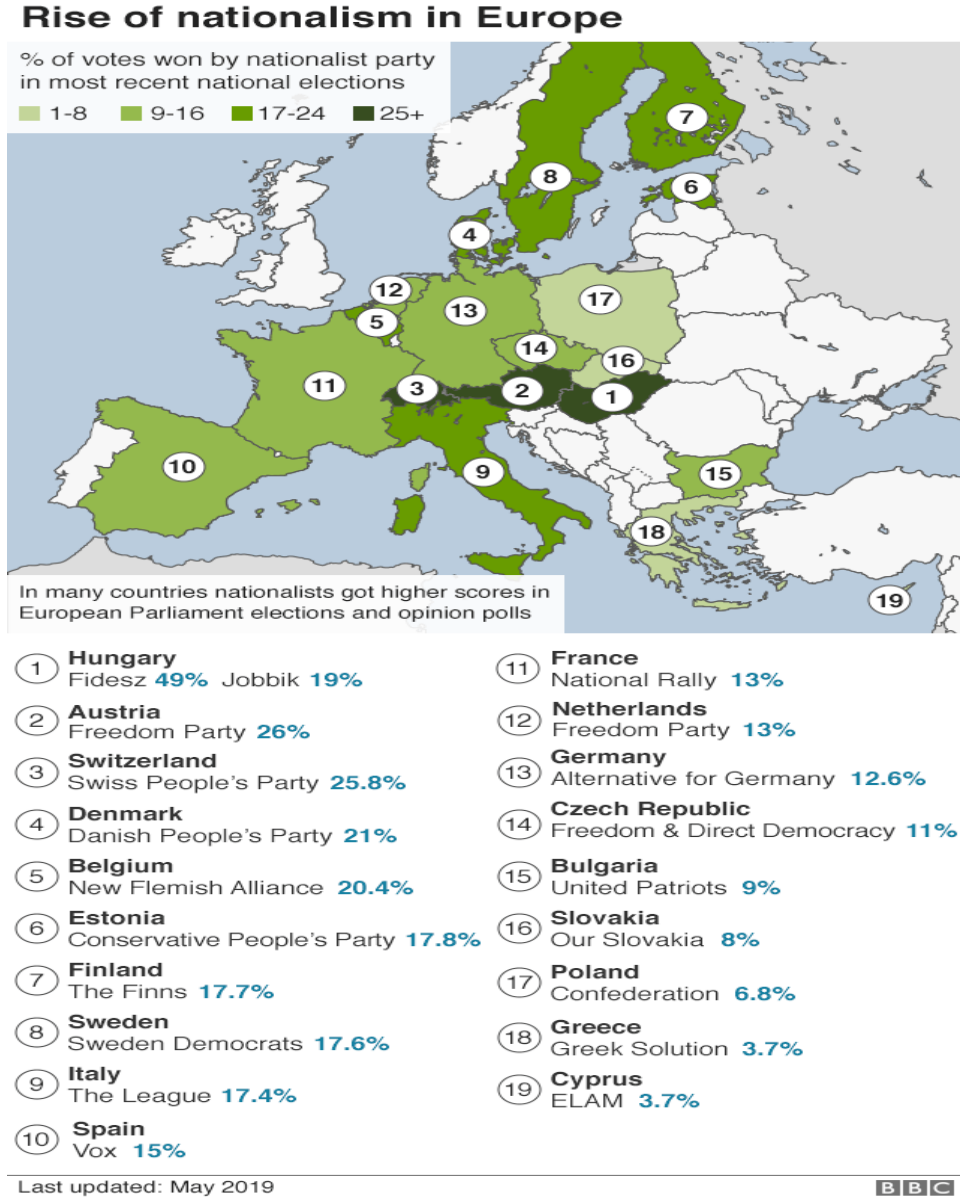 Rise of nationalism in Europe
% of votes won by nationalist party
in most recent national elections
1-8 9-16 17-24 25+
7
8
6
4
12
17
13
5
14
16
11
3
2
1
10
9
15
18
19
In many countries nationalists got higher scores in
European Parliament elections and opinion polls
1 Hungary
Fidesz 49% Jobbik 19%
2 Austria
Freedom Party 26%
3 Switzerland
Swiss People's Party 25.8%
4 Denmark
Danish People's Party 21%
5 Belgium
New Flemish Alliance 20.4%
6 Estonia
Conservative People's Party 17.8%
7 Finland
The Finns 17.7%
8 Sweden
Sweden Democrats 17.6%
9 Italy
The League 17.4%
10 Spain
Vox 15%
11 France
National Rally 13%
12 Netherlands
Freedom Party 13%
13 Germany
Alternative for Germany 12.6%
14 Czech Republic
Freedom & Direct Democracy 11%
15 Bulgaria
United Patriots 9%
16 Slovakia
Our Slovakia 8%
17 Poland
Confederation 6.8%
18 Greece
Greek Solution 3.7%
19 Cyprus
ELAM 3.7%
Last updated: May 2019
BBC